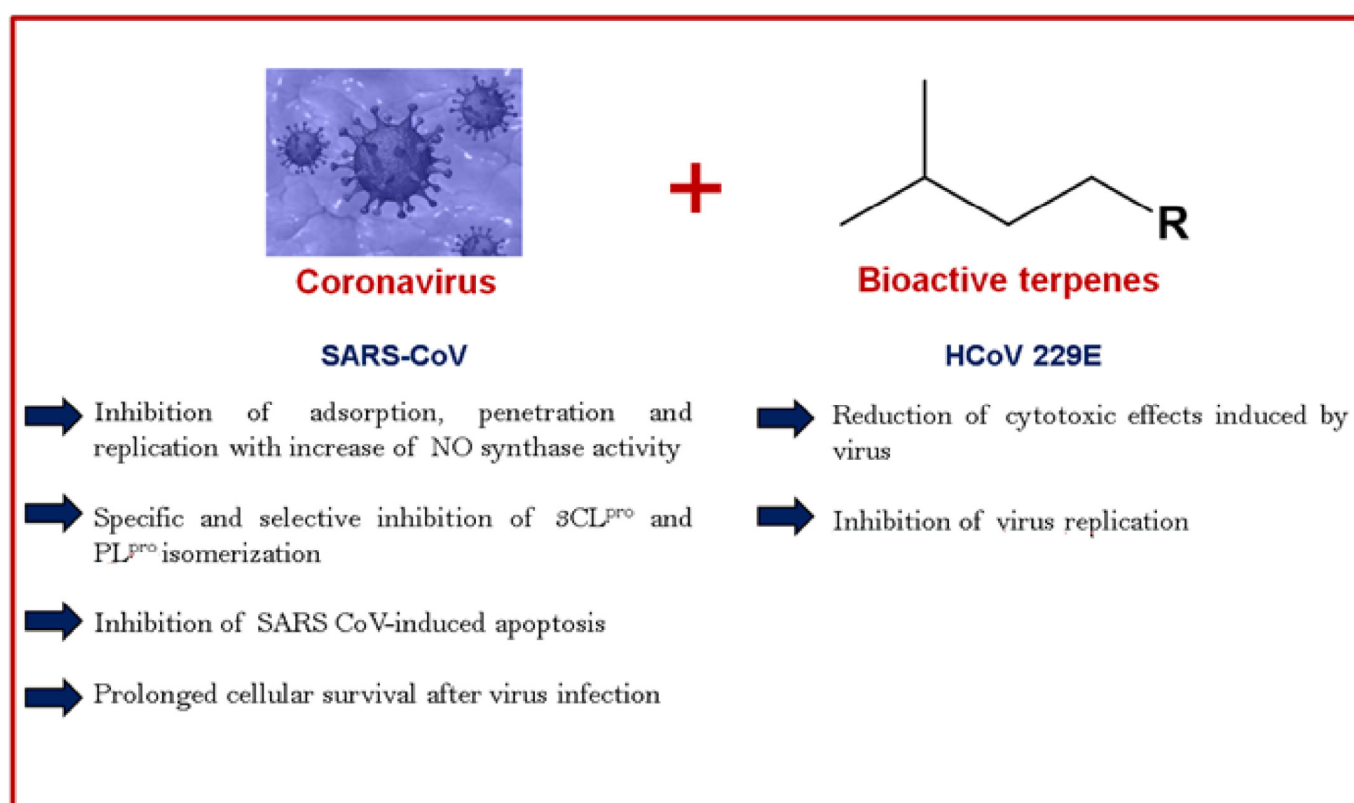 R
Coronavirus
Bioactive terpenes
SARS-CoV
Inhibition of adsorption, penetration and
replication with increase of NO synthase activity
Specific and selective inhibition of 3CLpro and
PLpro isomerization
Inhibition of SARS CoV-induced apoptosis
Prolonged cellular survival after virus infection
HCoV 229E
Reduction of cytotoxic effects induced by
virus
Inhibition of virus replication